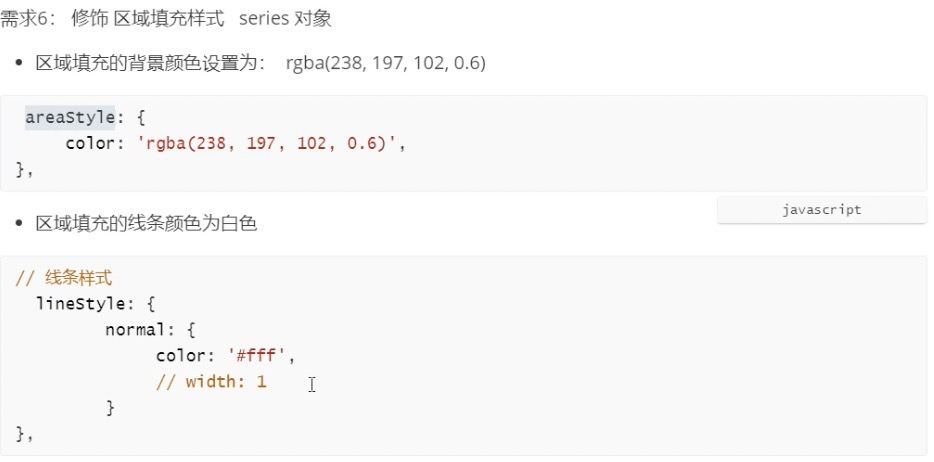 需求6： 修饰 区域填充样式 series 对象
• 区域填充的背景颜色设置为： rgba(238, 197, 102, 0.6)
areaStyle: {
color: 'rgba(238, 197, 102, 0.6)',
},
• 区域填充的线条颜色为白色
javascript
// 线条样式
lineStyle: {
normal: {
color: '#fff',
// width: 1
}
},